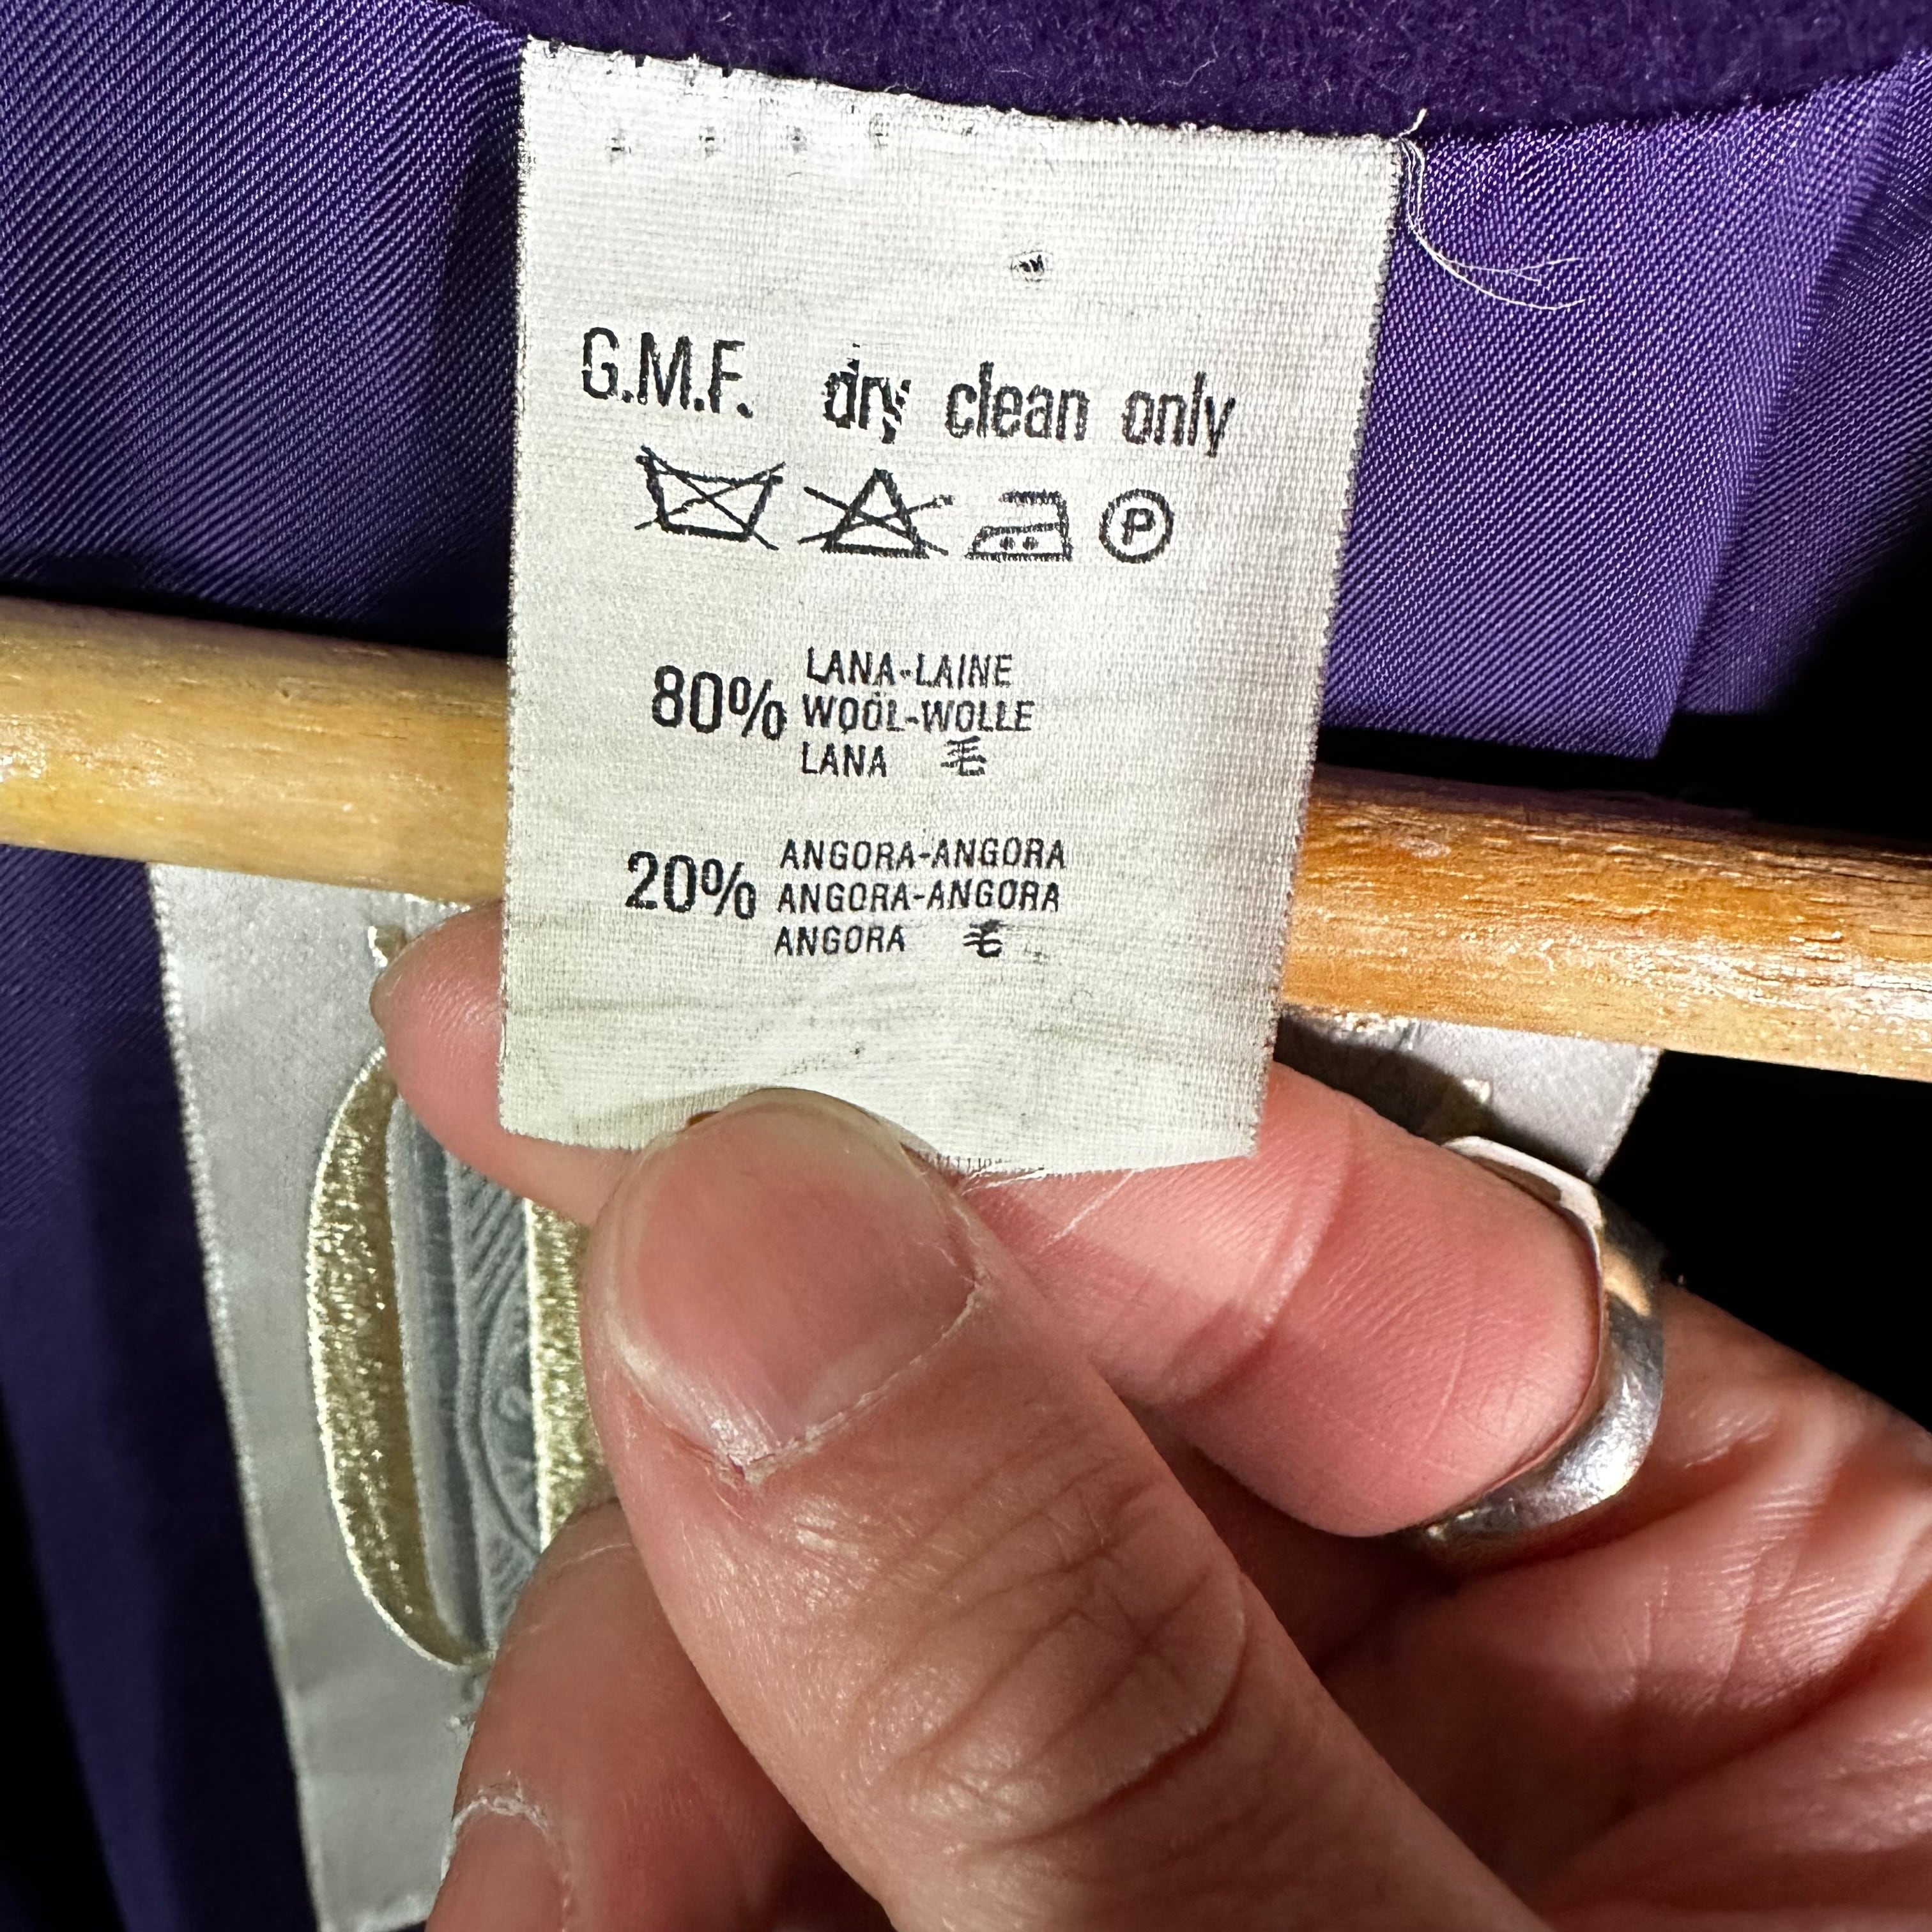 G.M.F. dry clean only
P
80% LANA-LAINE
WOOL-WOLLE
LANA 毛
20% ANGORA-ANGORA
ANGORA-ANGORA
ANGORA 毛